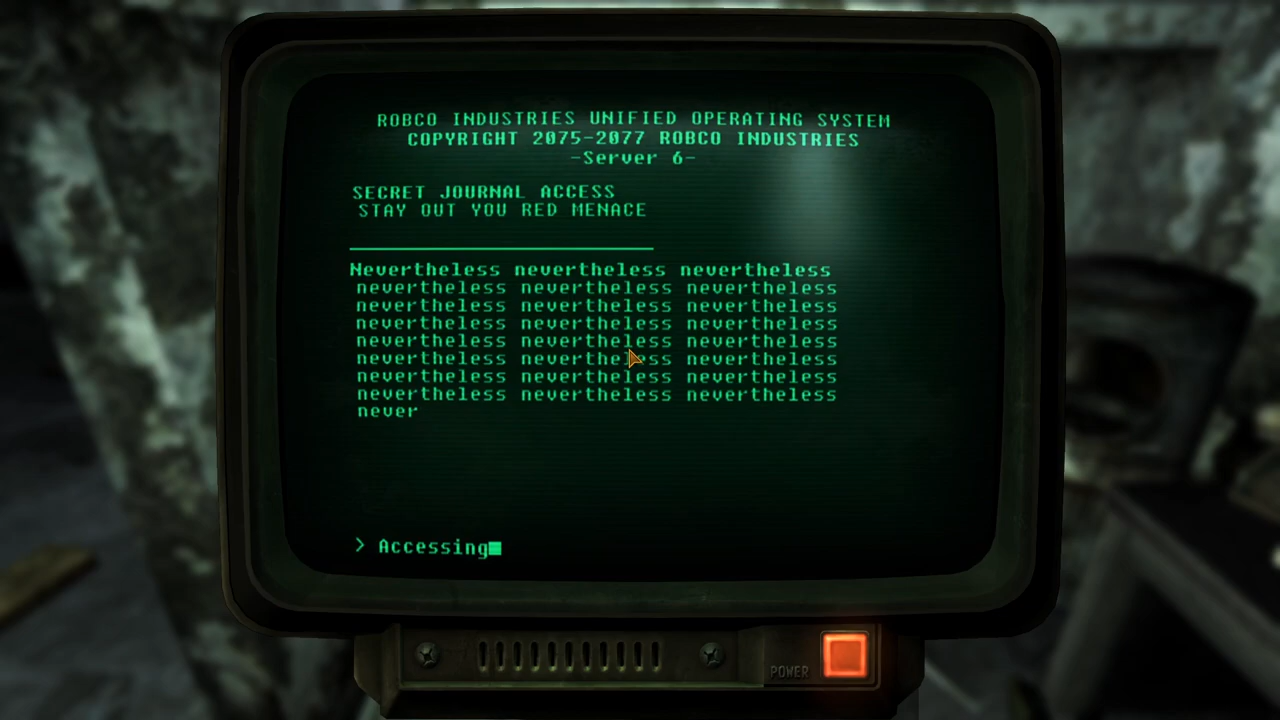 ROBCO INDUSTRIES UNIFIED OPERATING SYSTEM
COPYRIGHT 2075-2077 ROBCO INDUSTRIES
-Server 6-
SECRET JOURNAL ACCESS
STAY OUT YOU RED MENACE
Nevertheless nevertheless nevertheless
nevertheless nevertheless nevertheless
nevertheless nevertheless nevertheless
nevertheless nevertheless nevertheless
nevertheless nevertheless nevertheless
nevertheless nevertheless nevertheless
nevertheless nevertheless nevertheless
nevertheless nevertheless nevertheless
never
> Accessing
POWER